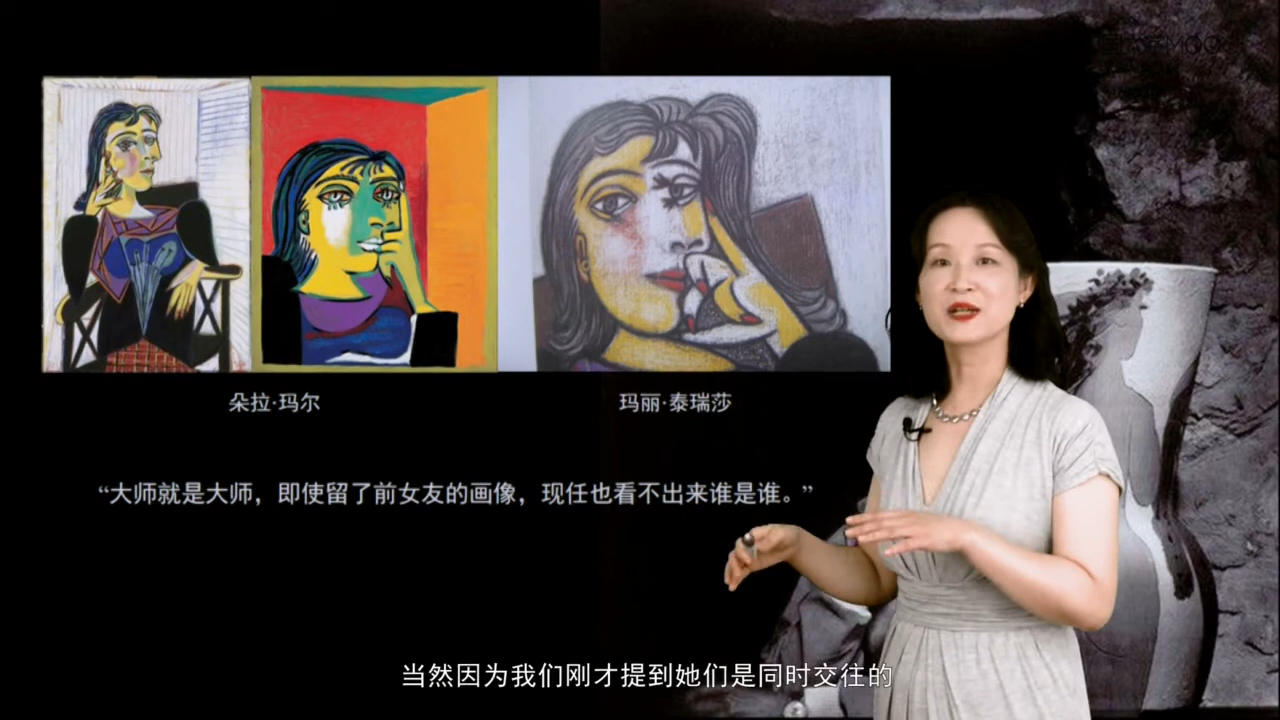 朵拉·玛尔
玛丽·泰瑞莎
“大师就是大师，即使留了前女友的画像，现任也看不出来谁是谁。”
当然因为我们刚才提到她们是同时交往的